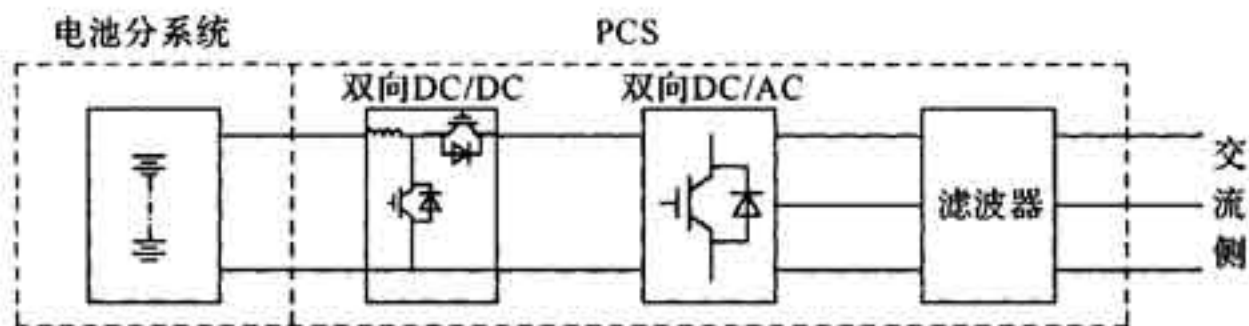 电池分系统
PCS
双向DC/DC
双向DC/AC
滤波器
交流侧